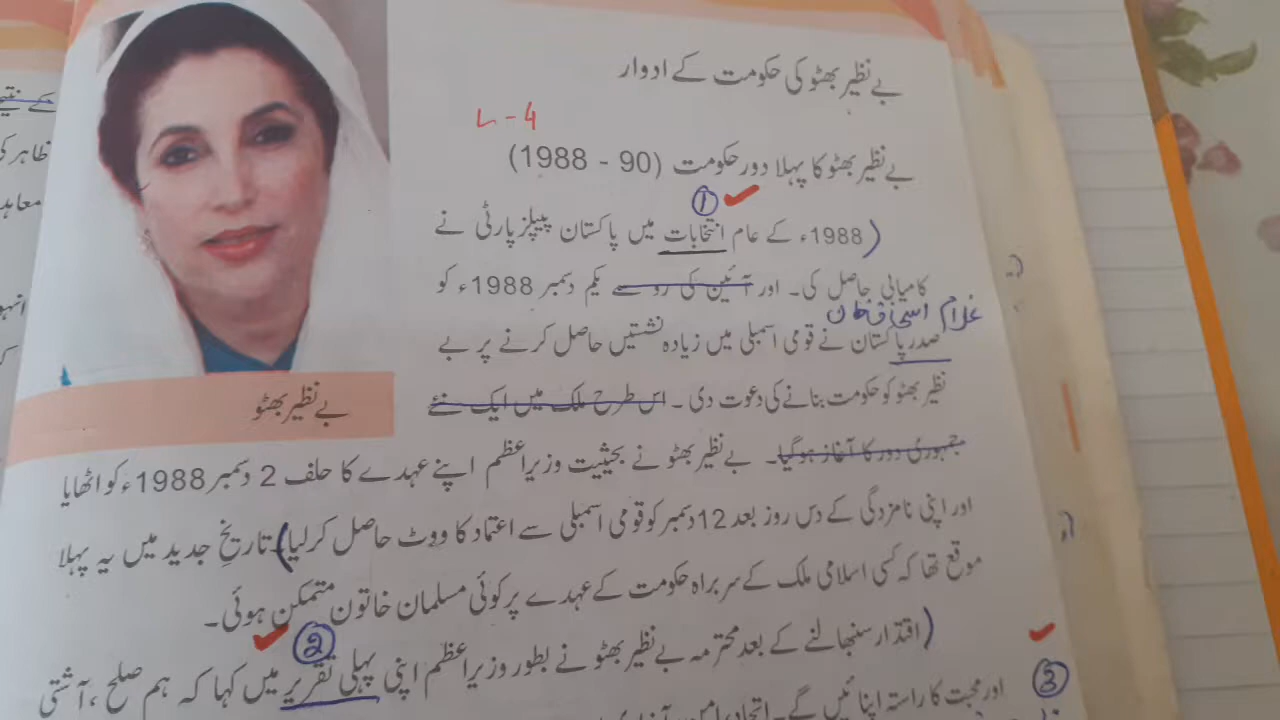 بے نظیر بھٹو کی حکومت کے ادوار
L-4
بے نظیر بھٹو کا پہلا دور حکومت (1988 - 90)
①
(1988ء کے عام انتخابات میں پاکستان پیپلز پارٹی نے
کامیابی حاصل کی۔ اور آئین کی رو سے یکم دسمبر 1988ء کو
غلام اسحاق خان
صدر پاکستان نے قومی اسمبلی میں زیادہ نشستیں حاصل کرنے پر بے
نظیر بھٹو کو حکومت بنانے کی دعوت دی ۔ اس طرح ملک میں ایک نئے
بے نظیر بھٹو
جمہوری دور کا آغاز ہوگیا۔ بے نظیر بھٹو نے بحیثیت وزیراعظم اپنے عہدے کا حلف 2 دسمبر 1988ء کو اٹھایا
اور اپنی نامزدگی کے دس روز بعد 12 دسمبر کو قومی اسمبلی سے اعتماد کا ووٹ حاصل کرلیا) تاریخِ جدید میں یہ پہلا
موقع تھا کہ کسی اسلامی ملک کے سربراہ حکومت کے عہدے پر کوئی مسلمان خاتون متمکن ہوئی۔
②
(اقتدار سنبھالنے کے بعد محترمہ بے نظیر بھٹو نے بطور وزیراعظم اپنی پہلی تقریر میں کہا کہ ہم صلح ، آشتی
③
اور محبت کا راستہ اپنائیں گے۔
کے نتیجے
ظاہر کی